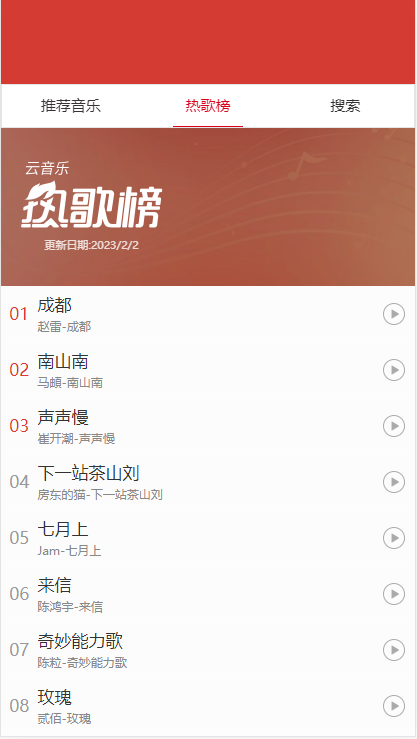 推荐音乐 热歌榜 搜索
云音乐
热歌榜
更新日期:2023/2/2
01 成都
赵雷-成都
02 南山南
马頔-南山南
03 声声慢
崔开潮-声声慢
04 下一站茶山刘
房东的猫-下一站茶山刘
05 七月上
Jam-七月上
06 来信
陈鸿宇-来信
07 奇妙能力歌
陈粒-奇妙能力歌
08 玫瑰
贰佰-玫瑰